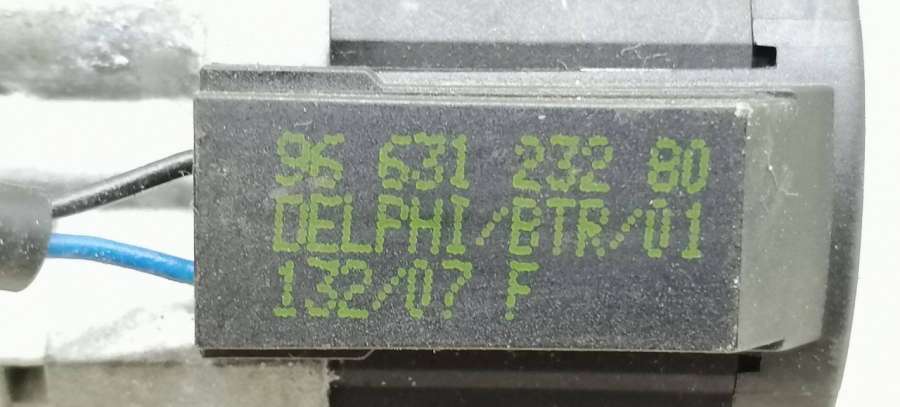 96 631 232 80
DELPHI/BTR/01
132/07 F